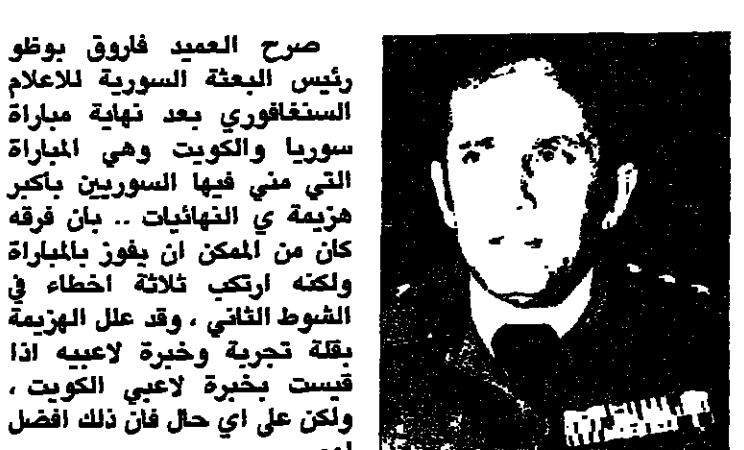 صرح العميد فاروق بوظو
رئيس البعثة السورية للاعلام
السنغافوري بعد نهاية مباراة
سوريا والكويت وهي المباراة
التي مني فيها السوريين بأكبر
هزيمة ي النهائيات .. بان فرقه
كان من الممكن ان يفوز بالمباراة
ولكنه ارتكب ثلاثة اخطاء في
الشوط الثاني ، وقد علل الهزيمة
بقلة تجربة وخبرة لاعبيه اذا
قيست بخبرة لاعبي الكويت ،
ولكن على اي حال فان ذلك افضل